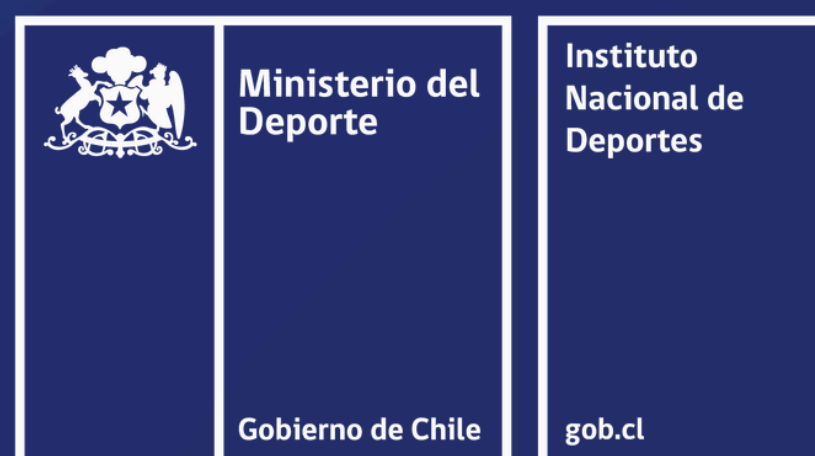 Ministerio del
Deporte
Gobierno de Chile
Instituto
Nacional de
Deportes
gob.cl